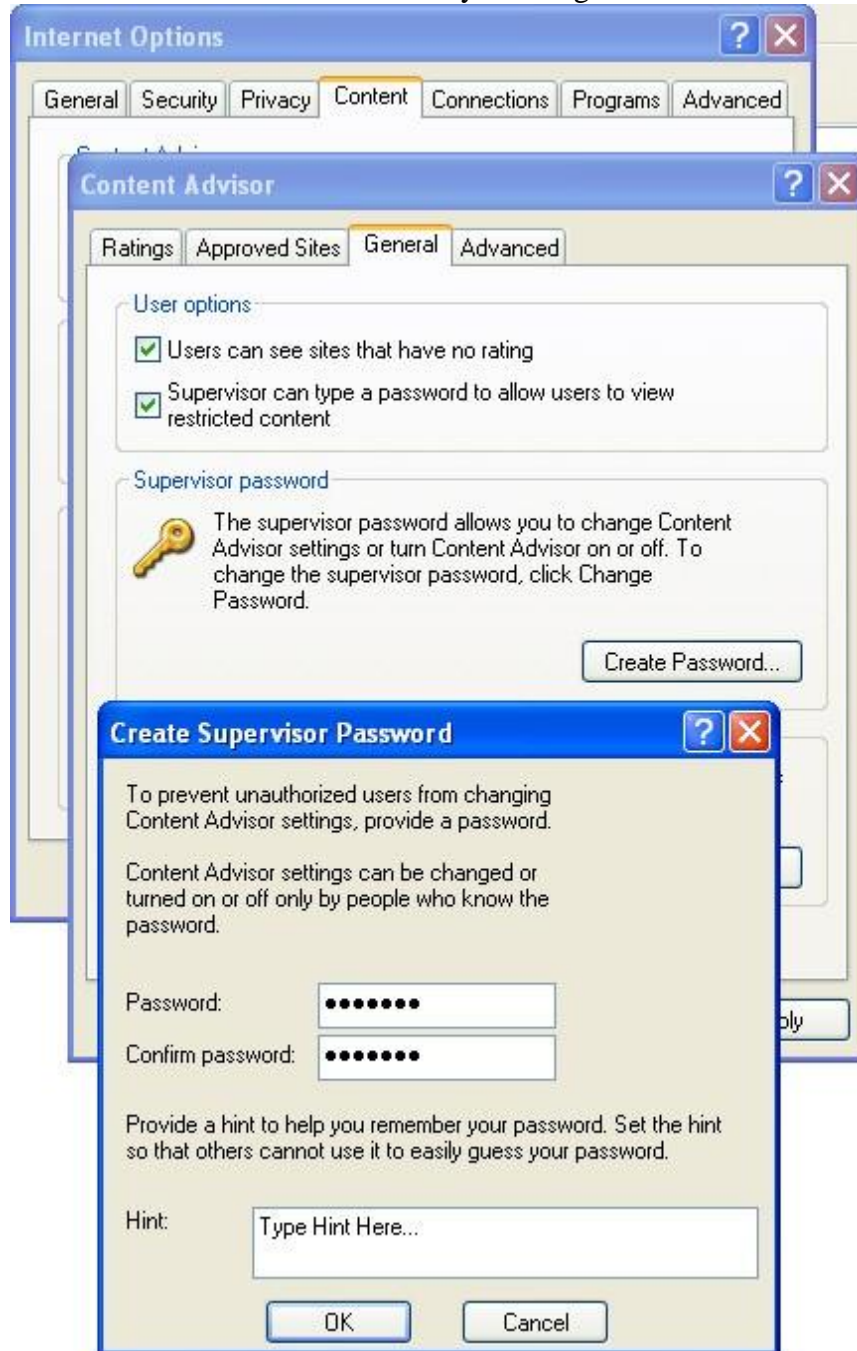 Internet Options
General Security Privacy Content Connections Programs Advanced
Content Advisor
Ratings Approved Sites General Advanced
User options
Users can see sites that have no rating
Supervisor can type a password to allow users to view
restricted content
Supervisor password
The supervisor password allows you to change Content
Advisor settings or turn Content Advisor on or off. To
change the supervisor password, click Change
Password.
Create Password...
Create Supervisor Password
To prevent unauthorized users from changing
Content Advisor settings, provide a password.
Content Advisor settings can be changed or
turned on or off only by people who know the
password.
Password: •••••••
Confirm password: •••••••
Provide a hint to help you remember your password. Set the hint
so that others cannot use it to easily guess your password.
Hint: Type Hint Here...
OK Cancel